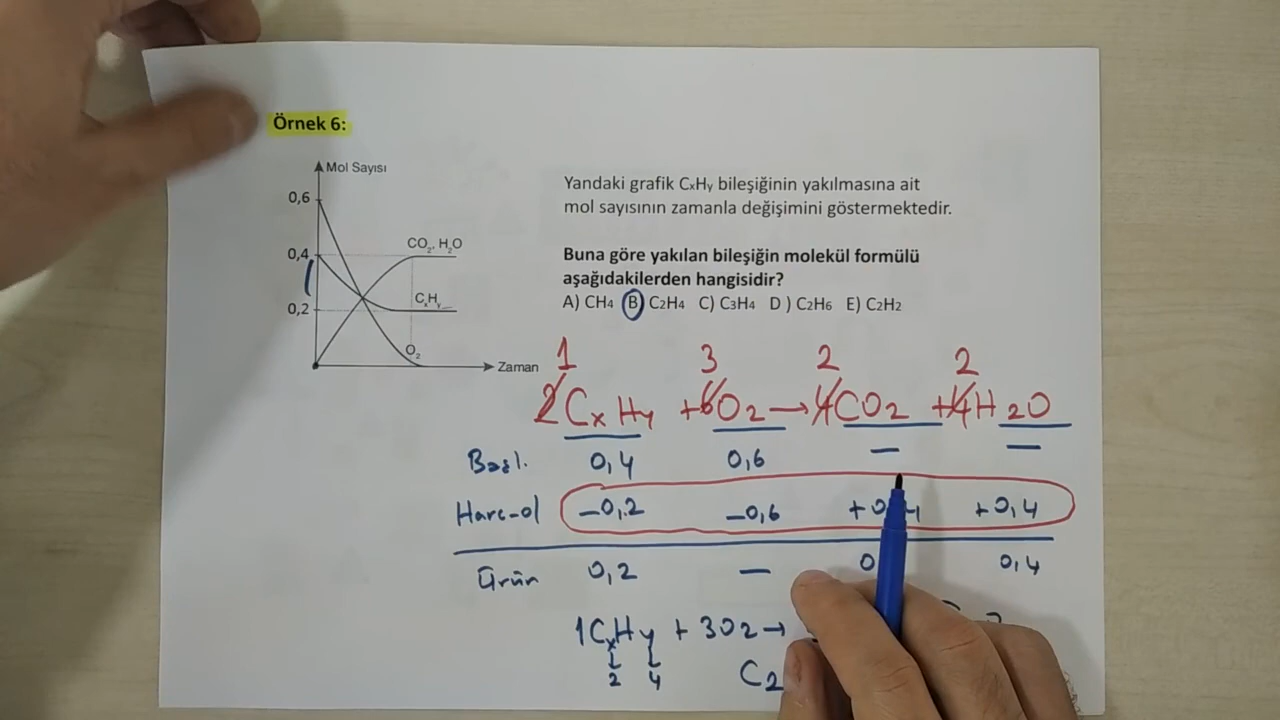 Örnek 6:
Mol Sayısı
0,6
0,4
0,2
CO2, H2O
CxHy
O2
Zaman
Yandaki grafik CxHy bileşiğinin yakılmasına ait
mol sayısının zamanla değişimini göstermektedir.
Buna göre yakılan bileşiğin molekül formülü
aşağıdakilerden hangisidir?
A) CH4 B) C2H4 C) C3H4 D ) C2H6 E) C2H2
1 3 2 2
2CxHy +6O2→4CO2 +4H2O
Başl. 0,4 0,6 — —
Harc-ol -0,2 -0,6 +0,4 +0,4
Ürün 0,2 — 0,4
1CxHy + 3O2→
2 4 C2